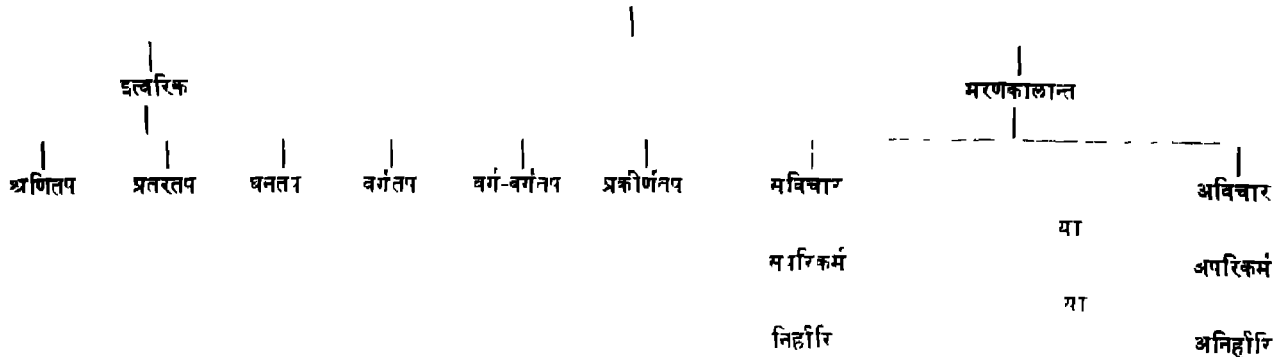 इत्वरिक मरणकालान्त
श्रेणितप प्रतरतप घनतप वर्गतप वर्ग-वर्गतप प्रकीर्णतप सविचार अविचार
या
सपरिकर्म अपरिकर्म
या
निर्हारि अनिर्हारि